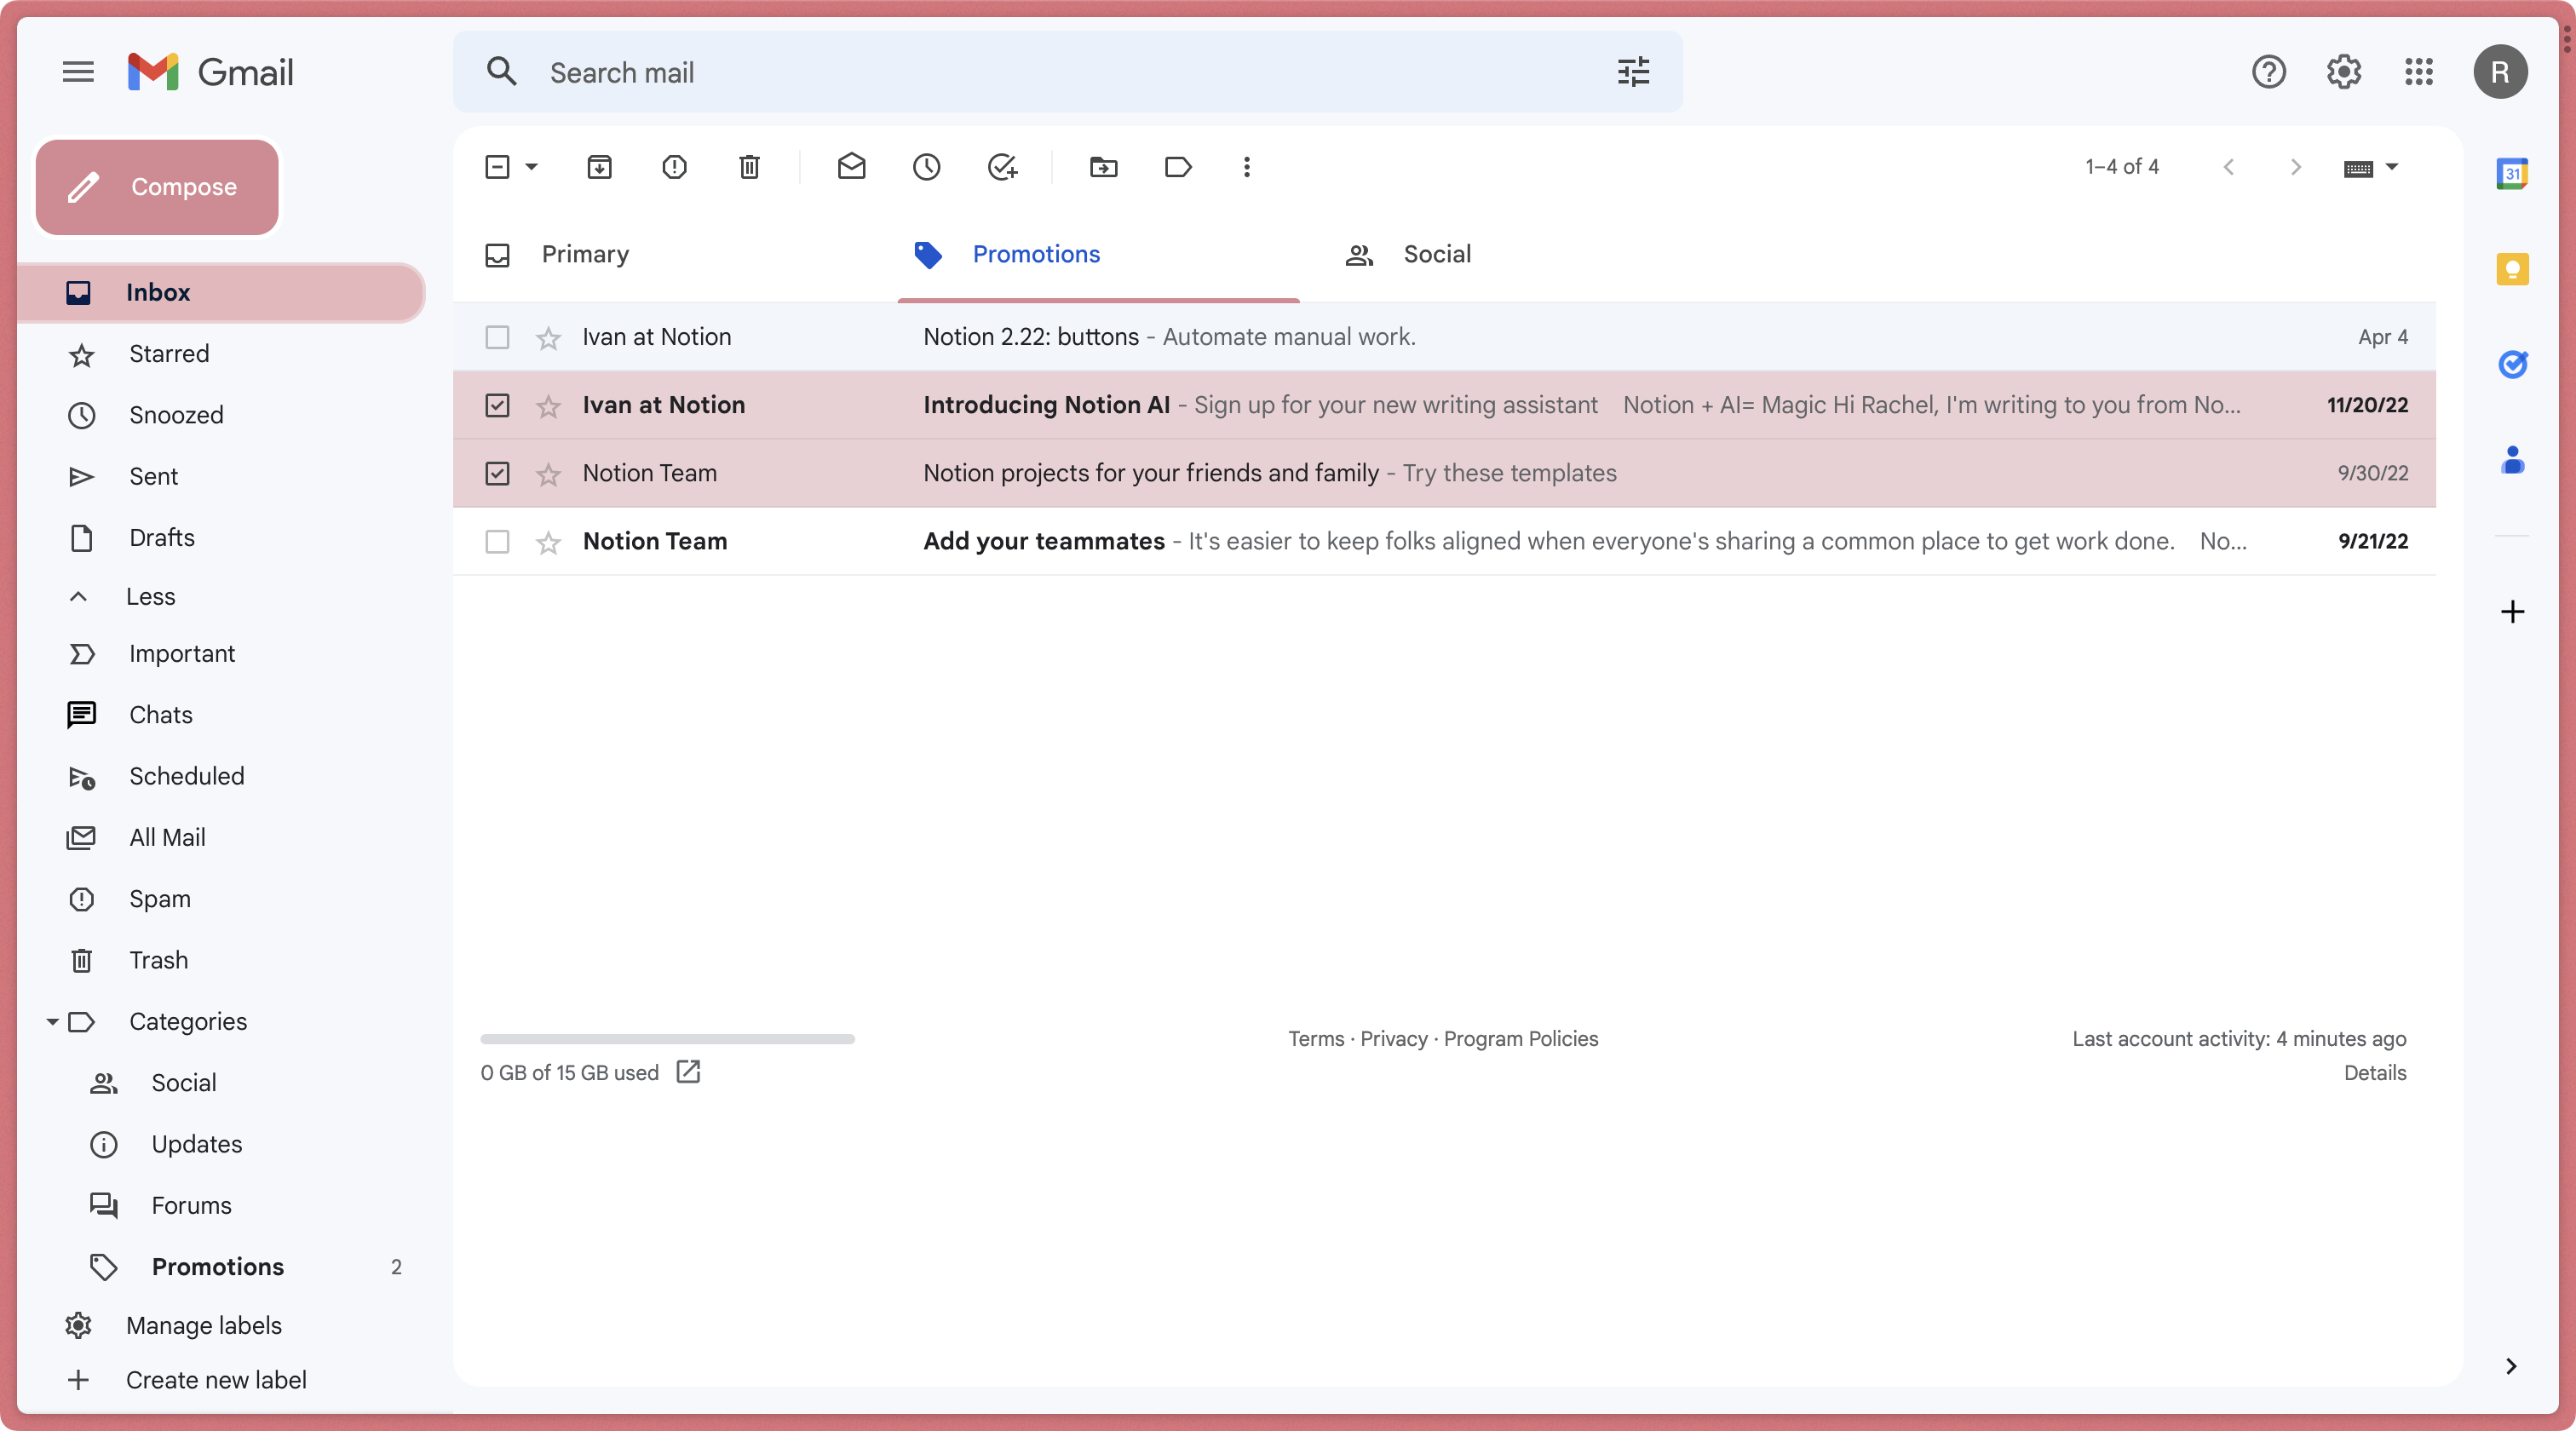 Gmail
Search mail
R
Compose
1–4 of 4
31
Primary
Promotions
Social
Inbox
Starred
Snoozed
Sent
Drafts
Less
Important
Chats
Scheduled
All Mail
Spam
Trash
Categories
Social
Updates
Forums
Promotions 2
Manage labels
Create new label
Ivan at Notion Notion 2.22: buttons - Automate manual work. Apr 4
Ivan at Notion Introducing Notion AI - Sign up for your new writing assistant Notion + AI= Magic Hi Rachel, I'm writing to you from No... 11/20/22
Notion Team Notion projects for your friends and family - Try these templates 9/30/22
Notion Team Add your teammates - It's easier to keep folks aligned when everyone's sharing a common place to get work done. No... 9/21/22
0 GB of 15 GB used
Terms · Privacy · Program Policies
Last account activity: 4 minutes ago
Details